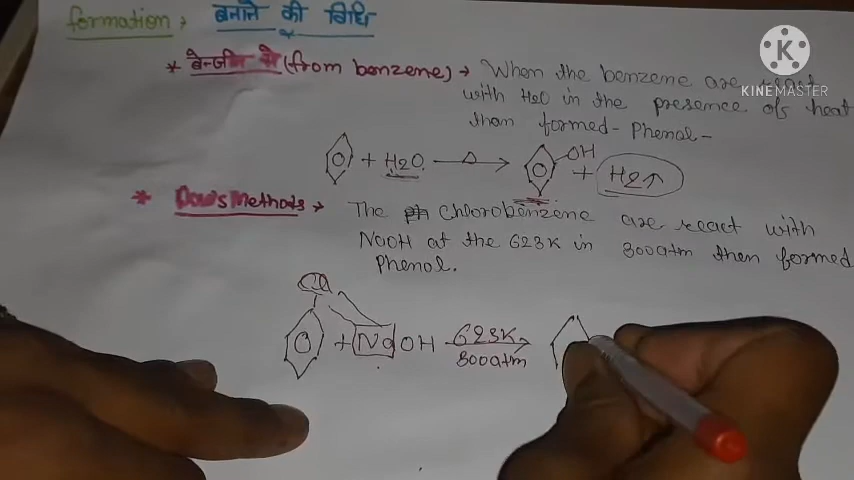 formation, बनाने की विधि
KINEMASTER
* बेन्जीन से (from benzene) → When the benzene are react
with H2O in the presence of heat
than formed - Phenol -
+ H2O Δ → OH + H2↑
* Dow's Methods → The chlorobenzene are react with
NaOH at the 623K in 300atm then formed
Phenol.
Cl
+ NaOH 623K
300atm